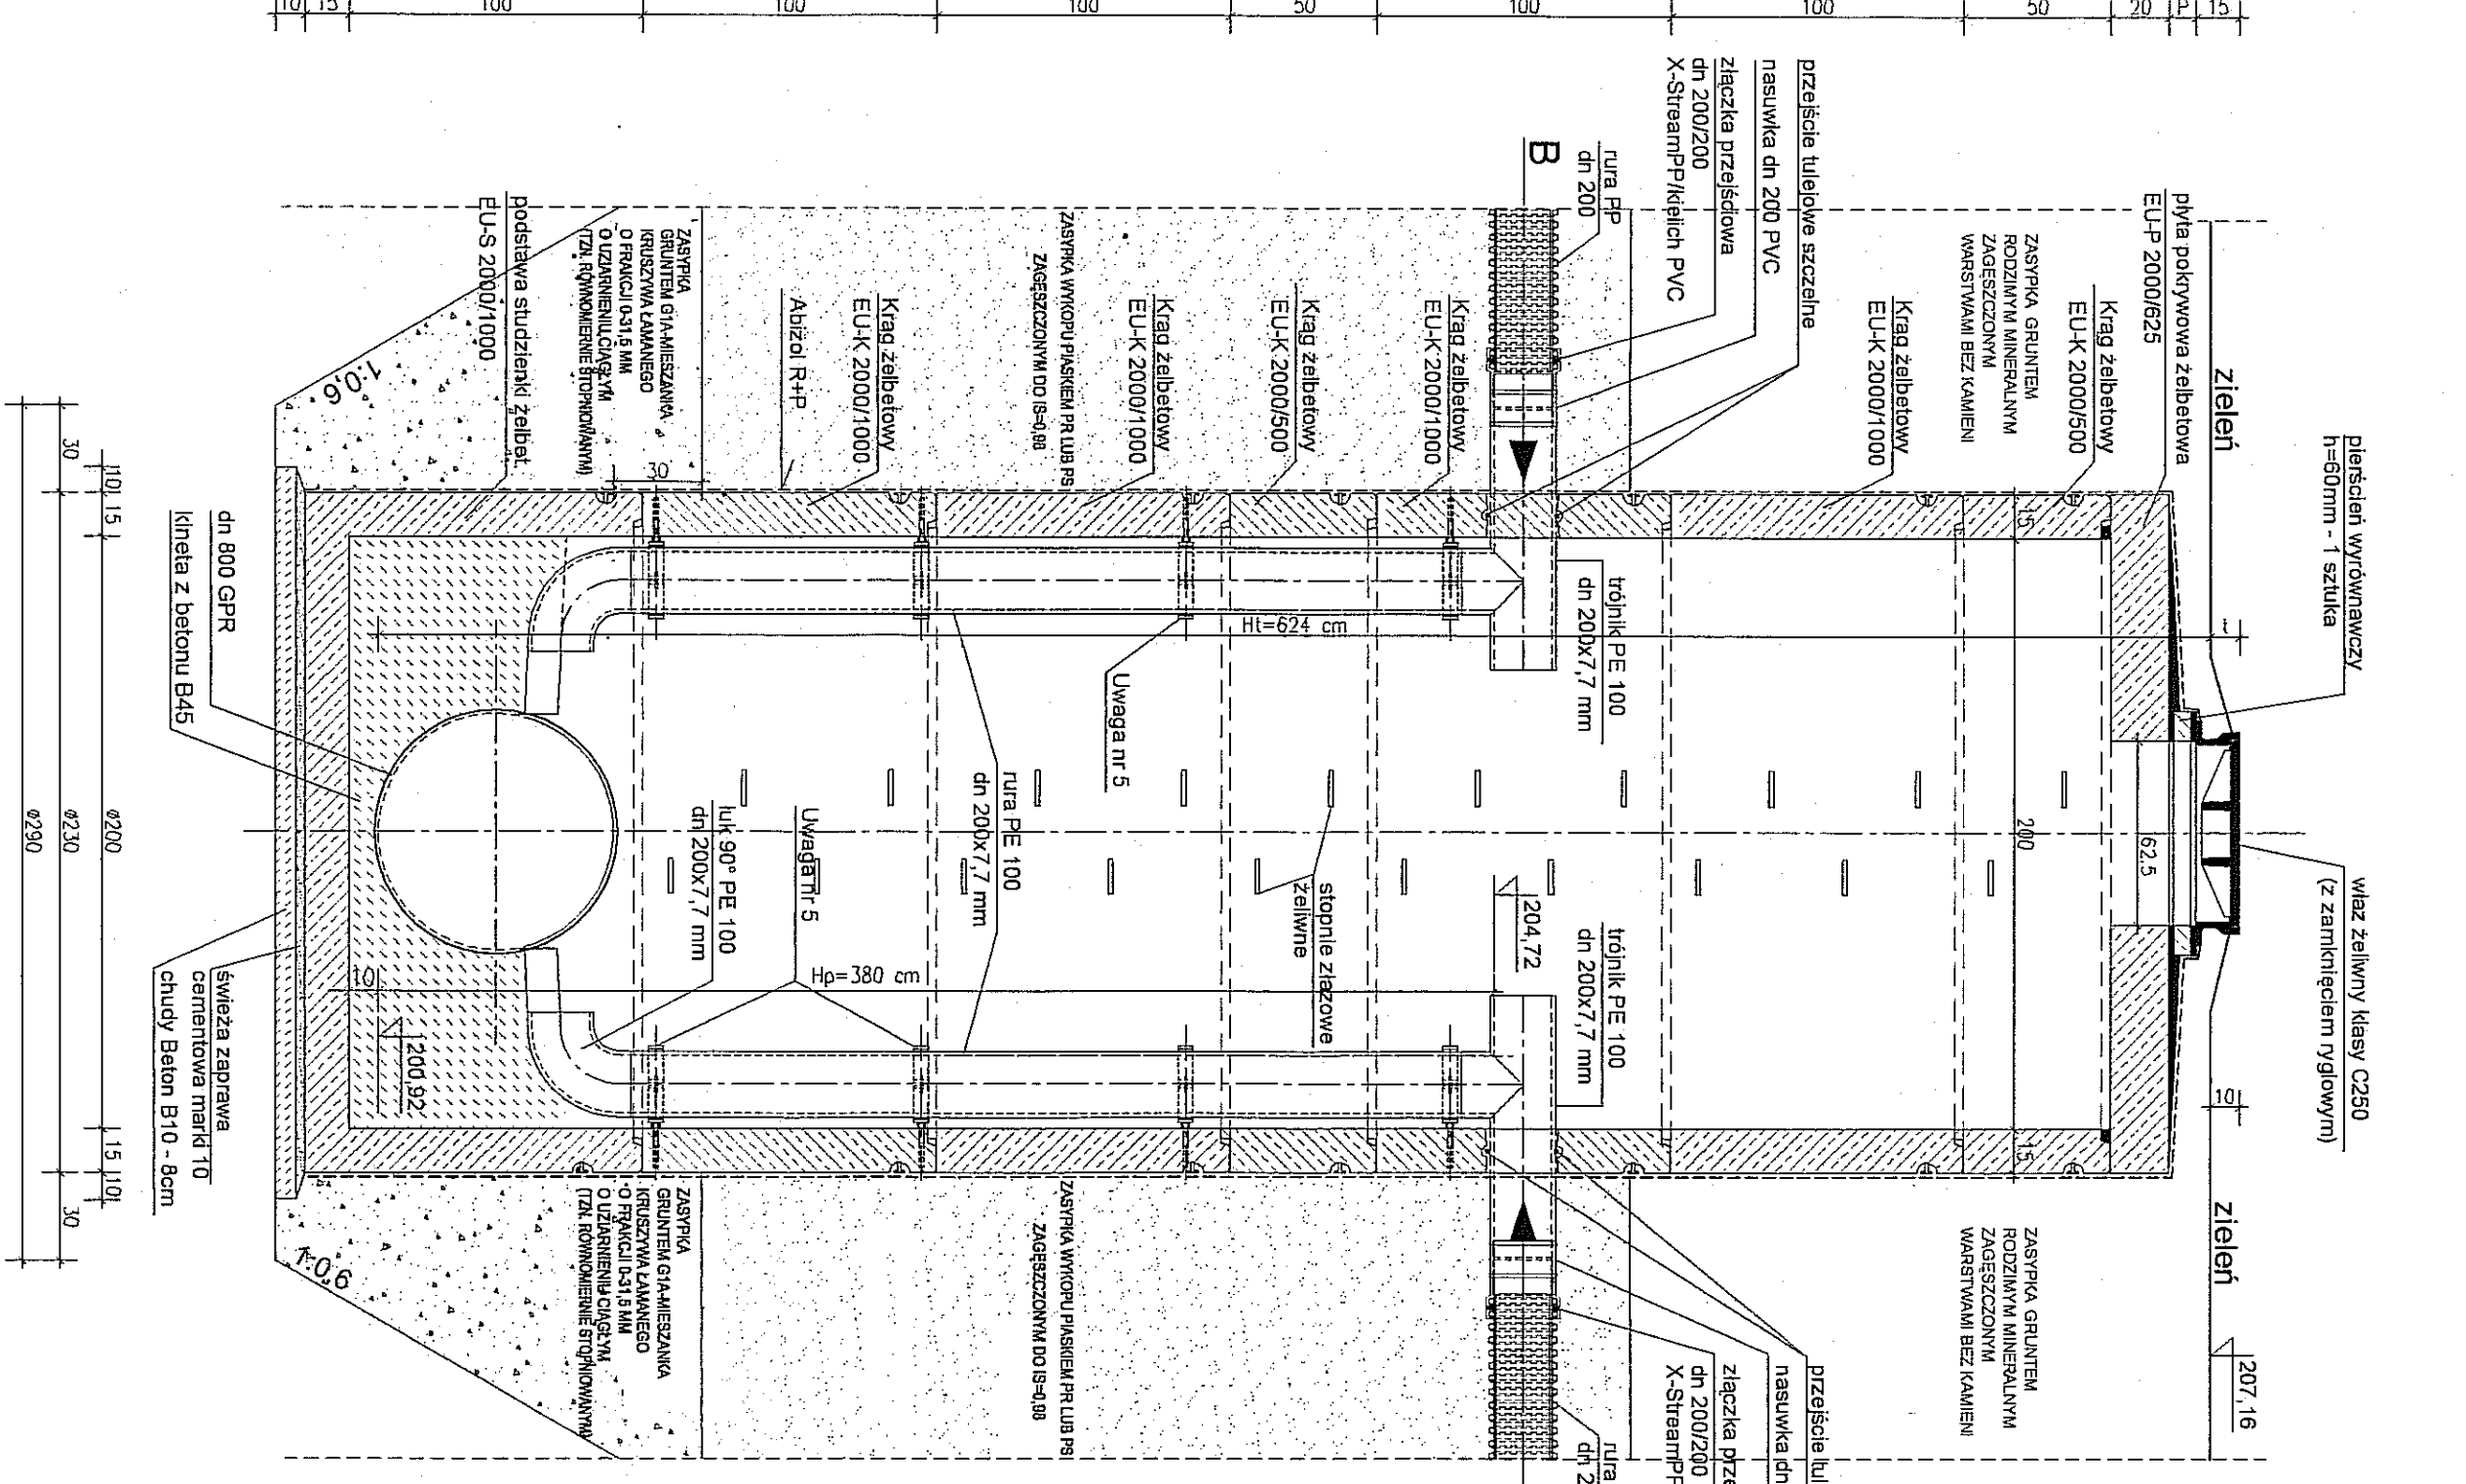 pierścień wyrównawczy
h=60mm - 1 sztuka
właz żeliwny klasy C250
(z zamknięciem ryglowym)
zieleń
zieleń
207,16
10
płyta pokrywowa żelbetowa
EU-P 2000/625
62.5
Krąg żelbetowy
EU-K 2000/500
ZASYPKA GRUNTEM
RODZIMYM MINERALNYM
ZAGĘSZCZONYM
WARSTWAMI BEZ KAMIENI
ZASYPKA GRUNTEM
RODZIMYM MINERALNYM
ZAGĘSZCZONYM
WARSTWAMI BEZ KAMIENI
15
200
15
Krąg żelbetowy
EU-K 2000/1000
przejście tulejowe szczelne
nasuwka dn 200 PVC
złączka przejściowa
dn 200/200
X-StreamPP/kielich PVC
przejście tul
nasuwka dn
złączka prze
dn 200/200
X-StreamPP
rura PP
dn 200
rura
dn 2
B
trójnik PE 100
dn 200x7,7 mm
trójnik PE 100
dn 200x7,7 mm
204,72
Krąg żelbetowy
EU-K 2000/1000
Krąg żelbetowy
EU-K 2000/500
stopnie złazowe
żeliwne
Ht=624 cm
Krąg żelbetowy
EU-K 2000/1000
Uwaga nr 5
ZASYPKA WYKOPU PIASKIEM PR LUB PS
ZAGĘSZCZONYM DO IS=0,98
ZASYPKA WYKOPU PIASKIEM PR LUB PS
ZAGĘSZCZONYM DO IS=0,98
rura PE 100
dn 200x7,7 mm
Krąg żelbetowy
EU-K 2000/1000
Hp=380 cm
Uwaga nr 5
Abizol R+P
łuk 90° PE 100
dn 200x7,7 mm
30
ZASYPKA
GRUNTEM G1A-MIESZANKA
KRUSZYWA ŁAMANEGO
O FRAKCJI 0-31,5 MM
O UZIARNIENIU CIĄGŁYM
(TZN. RÓWNOMIERNIE STOPNIOWANYM)
ZASYPKA
GRUNTEM G1A-MIESZANKA
KRUSZYWA ŁAMANEGO
O FRAKCJI 0-31,5 MM
O UZIARNIENIU CIĄGŁYM
(TZN. RÓWNOMIERNIE STOPNIOWANYM)
podstawa studzienki żelbet.
EU-S 2000/1000
200,92
10
1:0,6
1:0,6
dn 800 GPR
kineta z betonu B45
świeża zaprawa
cementowa marki 10
chudy Beton B10 - 8cm
10 15 ø200 15 10
30 ø230 30
ø290
15
P
20
50
100
100
50
100
100
100
15
10